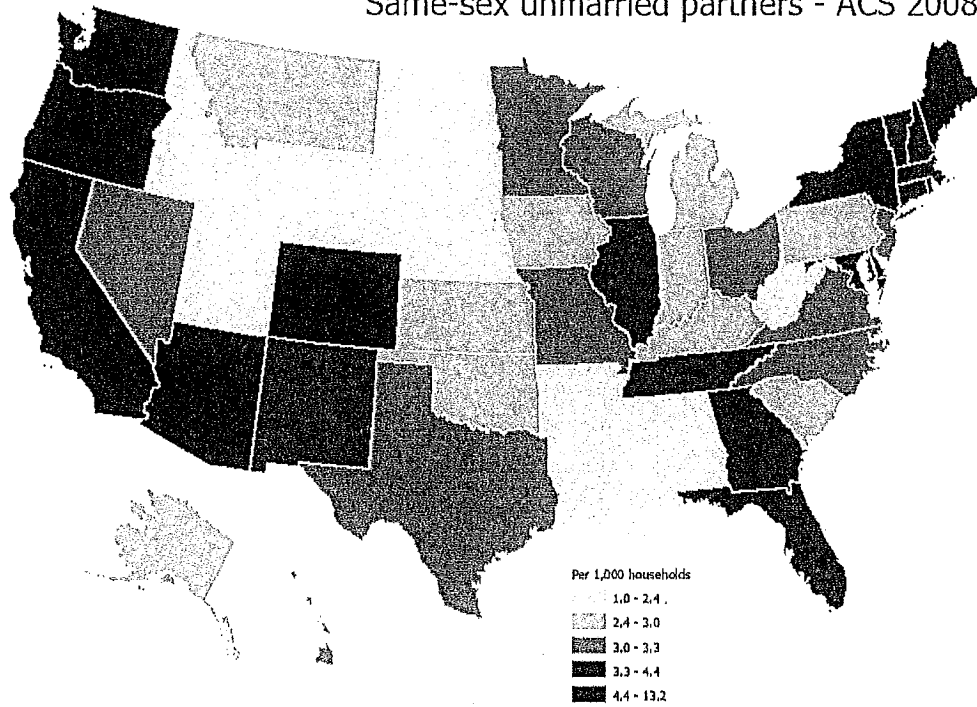 Same-sex unmarried partners - ACS 2008
Per 1,000 households
1.0 - 2.4
2.4 - 3.0
3.0 - 3.3
3.3 - 4.4
4.4 - 13.2